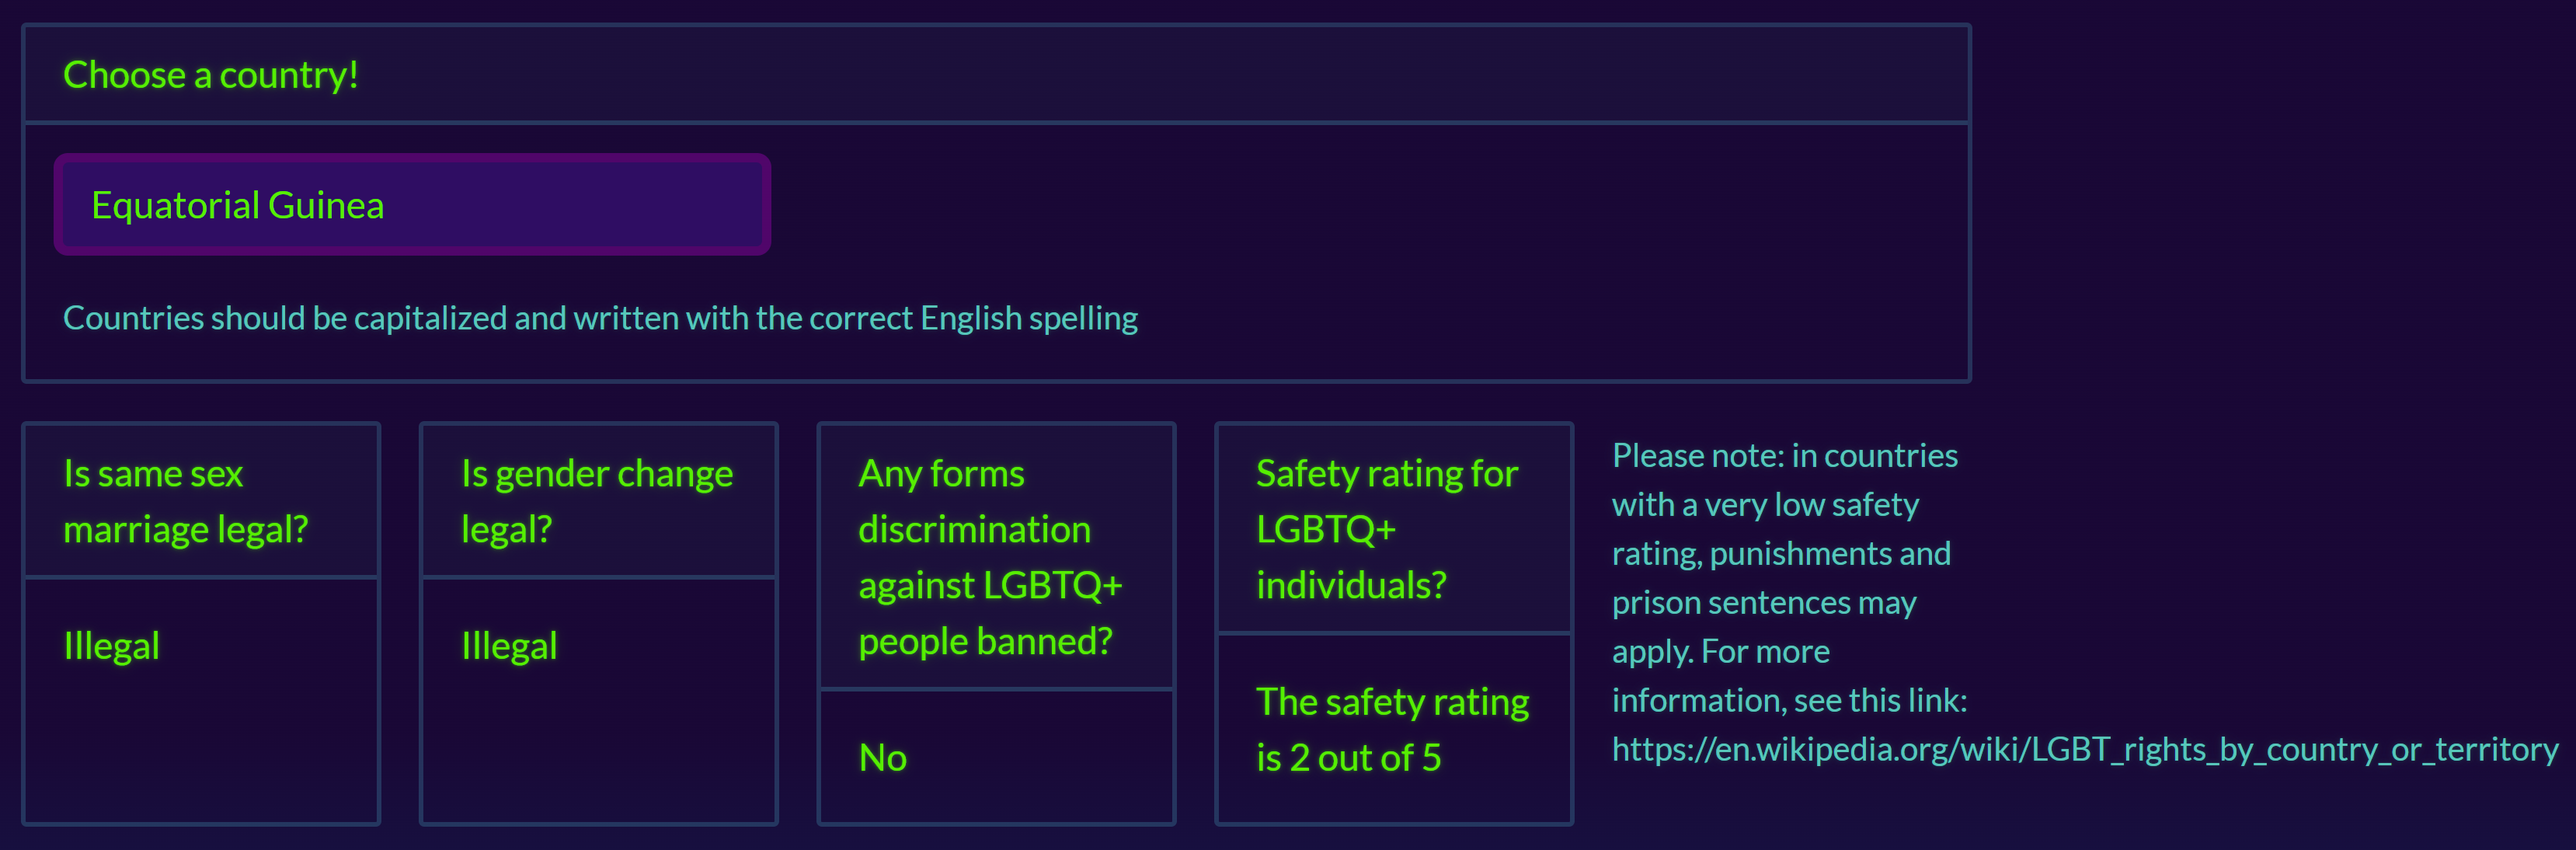 Choose a country!
Equatorial Guinea
Countries should be capitalized and written with the correct English spelling
Is same sex
marriage legal?
Illegal
Is gender change
legal?
Illegal
Any forms
discrimination
against LGBTQ+
people banned?
No
Safety rating for
LGBTQ+
individuals?
The safety rating
is 2 out of 5
Please note: in countries
with a very low safety
rating, punishments and
prison sentences may
apply. For more
information, see this link:
https://en.wikipedia.org/wiki/LGBT_rights_by_country_or_territory